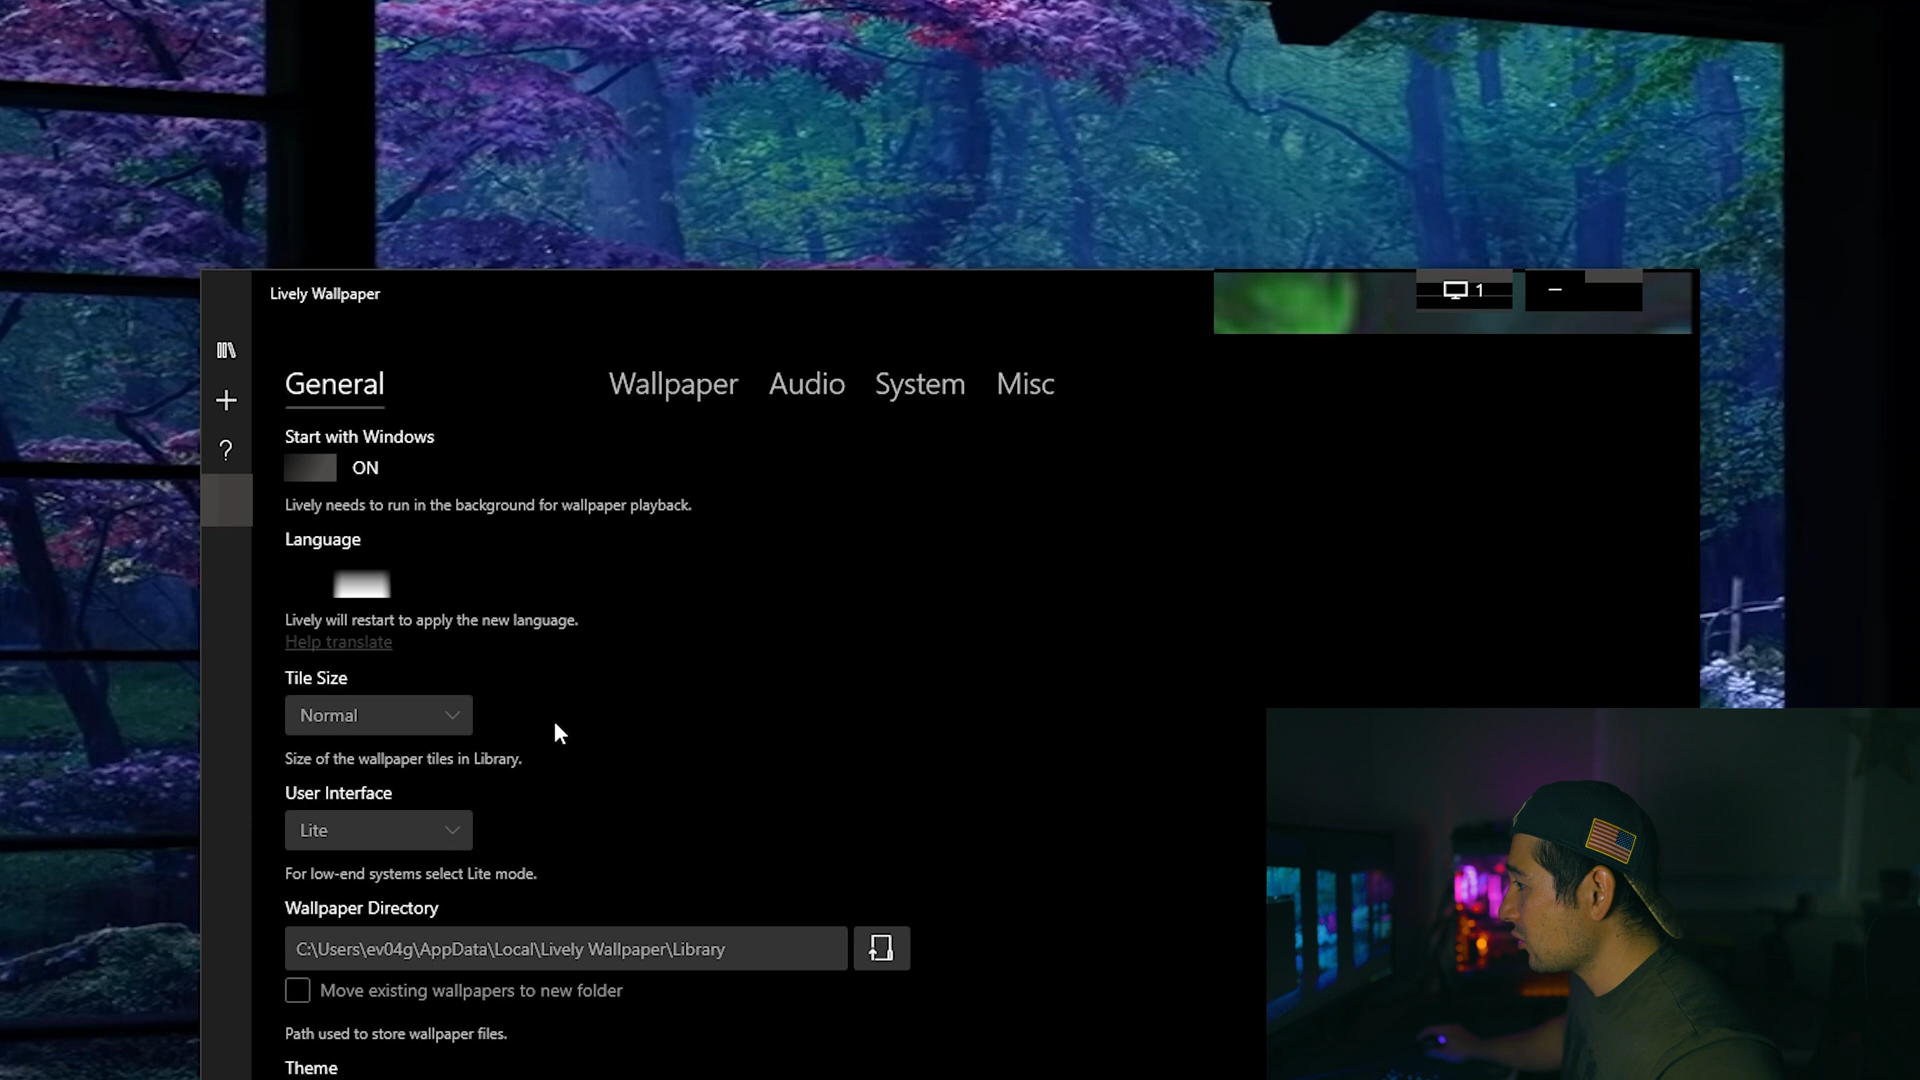 Lively Wallpaper
1
General
Wallpaper
Audio
System
Misc
Start with Windows
ON
Lively needs to run in the background for wallpaper playback.
Language
Lively will restart to apply the new language.
Help translate
Tile Size
Normal
Size of the wallpaper tiles in Library.
User Interface
Lite
For low-end systems select Lite mode.
Wallpaper Directory
C:\Users\ev04g\AppData\Local\Lively Wallpaper\Library
Move existing wallpapers to new folder
Path used to store wallpaper files.
Theme